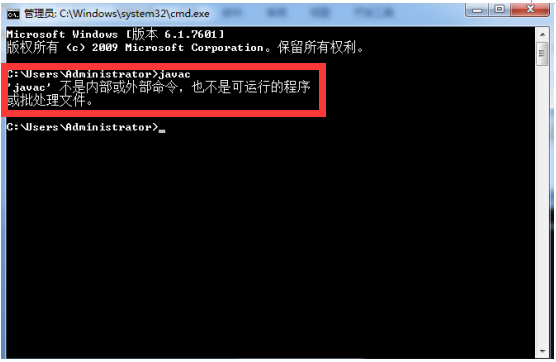 管理员: C:\Windows\system32\cmd.exe
Microsoft Windows [版本 6.1.7601]
版权所有 (c) 2009 Microsoft Corporation。保留所有权利。
C:\Users\Administrator>javac
'javac' 不是内部或外部命令，也不是可运行的程序
或批处理文件。
C:\Users\Administrator>_